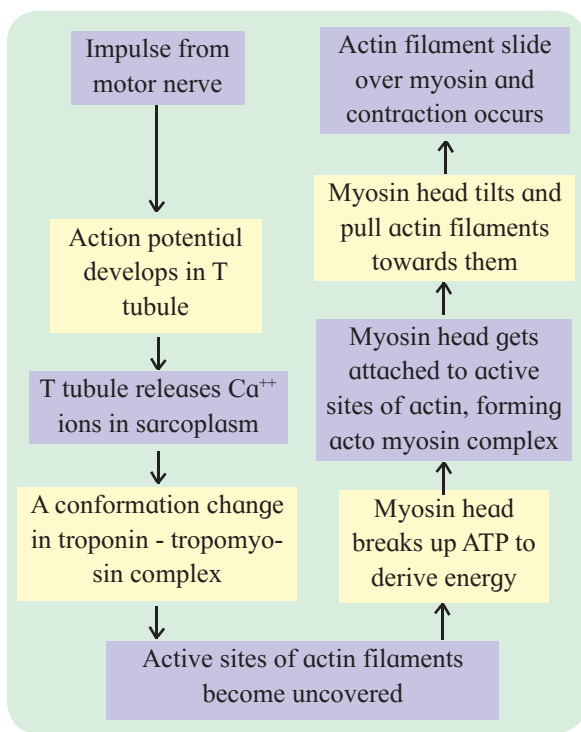 Impulse from
motor nerve
Action potential
develops in T
tubule
T tubule releases Ca⁺⁺
ions in sarcoplasm
A conformation change
in troponin - tropomyo-
sin complex
Active sites of actin filaments
become uncovered
Myosin head
breaks up ATP to
derive energy
Myosin head gets
attached to active
sites of actin, forming
acto myosin complex
Myosin head tilts and
pull actin filaments
towards them
Actin filament slide
over myosin and
contraction occurs